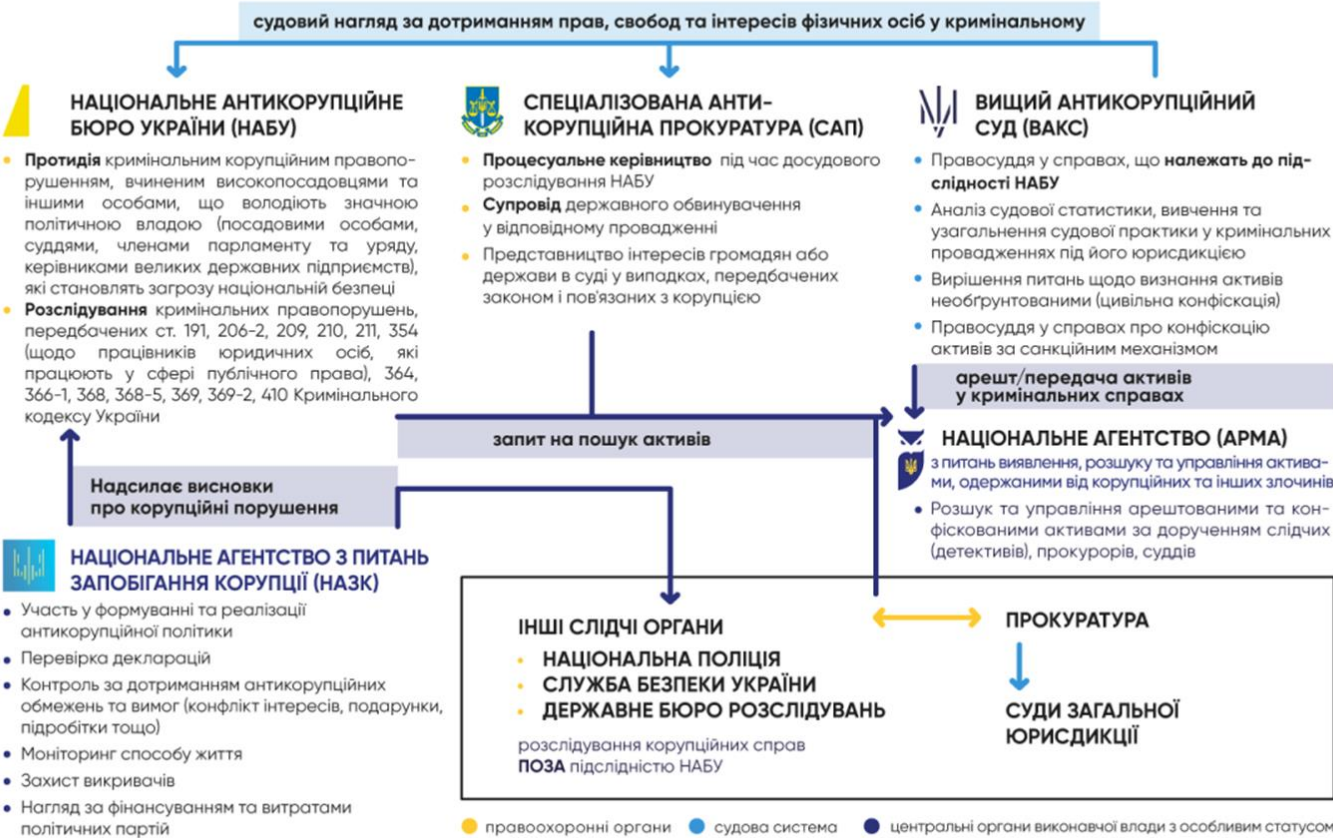 судовий нагляд за дотриманням прав, свобод та інтересів фізичних осіб у кримінальному
НАЦІОНАЛЬНЕ АНТИКОРУПЦІЙНЕ
БЮРО УКРАЇНИ (НАБУ)
• Протидія кримінальним корупційним правопо-
рушенням, вчиненим високопосадовцями та
іншими особами, що володіють значною
політичною владою (посадовими особами,
суддями, членами парламенту та уряду,
керівниками великих державних підприємств),
які становлять загрозу національній безпеці
• Розслідування кримінальних правопорушень,
передбачених ст. 191, 206-2, 209, 210, 211, 354
(щодо працівників юридичних осіб, які
працюють у сфері публічного права), 364,
366-1, 368, 368-5, 369, 369-2, 410 Кримінального
кодексу України
СПЕЦІАЛІЗОВАНА АНТИ-
КОРУПЦІЙНА ПРОКУРАТУРА (САП)
• Процесуальне керівництво під час досудового
розслідування НАБУ
• Супровід державного обвинувачення
у відповідному провадженні
• Представництво інтересів громадян або
держави в суді у випадках, передбачених
законом і пов'язаних з корупцією
ВИЩИЙ АНТИКОРУПЦІЙНИЙ
СУД (ВАКС)
• Правосуддя у справах, що належать до під-
слідності НАБУ
• Аналіз судової статистики, вивчення та
узагальнення судової практики у кримінальних
провадженнях під його юрисдикцією
• Вирішення питань щодо визнання активів
необґрунтованими (цивільна конфіскація)
• Правосуддя у справах про конфіскацію
активів за санкційним механізмом
арешт/передача активів
у кримінальних справах
запит на пошук активів
НАЦІОНАЛЬНЕ АГЕНТСТВО (АРМА)
з питань виявлення, розшуку та управління актива-
ми, одержаними від корупційних та інших злочинів
• Розшук та управління арештованими та кон-
фіскованими активами за дорученням слідчих
(детективів), прокурорів, суддів
Надсилає висновки
про корупційні порушення
НАЦІОНАЛЬНЕ АГЕНТСТВО З ПИТАНЬ
ЗАПОБІГАННЯ КОРУПЦІЇ (НАЗК)
• Участь у формуванні та реалізації
антикорупційної політики
• Перевірка декларацій
• Контроль за дотриманням антикорупційних
обмежень та вимог (конфлікт інтересів, подарунки,
підробітки тощо)
• Моніторинг способу життя
• Захист викривачів
• Нагляд за фінансуванням та витратами
політичних партій
ІНШІ СЛІДЧІ ОРГАНИ
• НАЦІОНАЛЬНА ПОЛІЦІЯ
• СЛУЖБА БЕЗПЕКИ УКРАЇНИ
• ДЕРЖАВНЕ БЮРО РОЗСЛІДУВАНЬ
розслідування корупційних справ
ПОЗА підслідністю НАБУ
ПРОКУРАТУРА
СУДИ ЗАГАЛЬНОЇ
ЮРИСДИКЦІЇ
правоохоронні органи
судова система
центральні органи виконавчої влади з особливим статусом